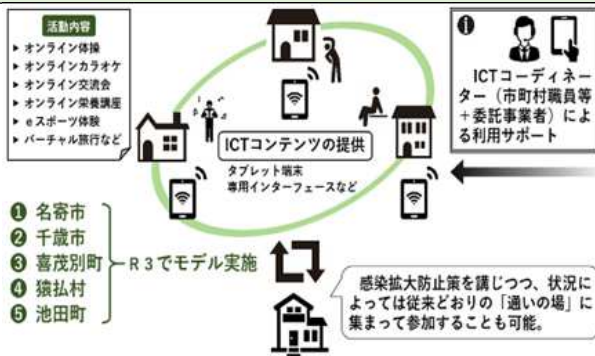 活動内容
▶ オンライン体操
▶ オンラインカラオケ
▶ オンライン交流会
▶ オンライン栄養講座
▶ eスポーツ体験
▶ バーチャル旅行など
ICTコンテンツの提供
タブレット端末
専用インターフェースなど
ⓘ
ICTコーディネー
ター（市町村職員等
＋委託事業者）によ
る利用サポート
❶ 名寄市
❷ 千歳市
❸ 喜茂別町
❹ 猿払村
❺ 池田町
R3でモデル実施
感染拡大防止策を講じつつ、状況に
よっては従来どおりの「通いの場」に
集まって参加することも可能。